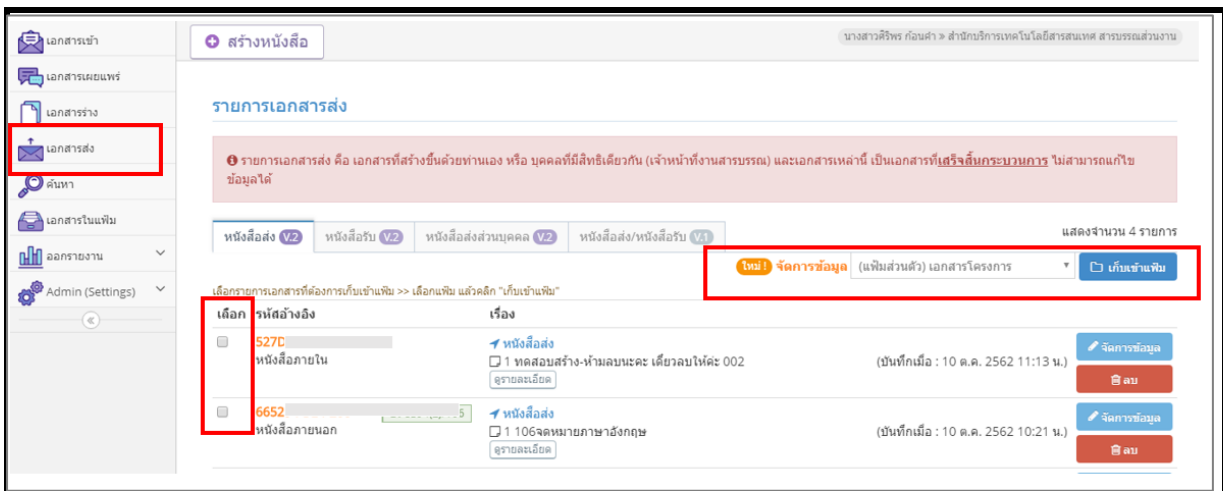 เอกสารเข้า
เอกสารเผยแพร่
เอกสารร่าง
เอกสารส่ง
ค้นหา
เอกสารในแฟ้ม
ออกรายงาน
Admin (Settings)
สร้างหนังสือ
นางสาวศิริพร ก้อนคำ » สำนักบริการเทคโนโลยีสารสนเทศ สารบรรณส่วนงาน
รายการเอกสารส่ง
รายการเอกสารส่ง คือ เอกสารที่สร้างขึ้นด้วยท่านเอง หรือ บุคคลที่มีสิทธิเดียวกัน (เจ้าหน้าที่งานสารบรรณ) และเอกสารเหล่านี้ เป็นเอกสารที่เสร็จสิ้นกระบวนการ ไม่สามารถแก้ไข
ข้อมูลได้
หนังสือส่ง V.2 หนังสือรับ V.2 หนังสือส่งส่วนบุคคล V.2 หนังสือส่ง/หนังสือรับ V.1
แสดงจำนวน 4 รายการ
ใหม่! จัดการข้อมูล (แฟ้มส่วนตัว) เอกสารโครงการ เก็บเข้าแฟ้ม
เลือกรายการเอกสารที่ต้องการเก็บเข้าแฟ้ม >> เลือกแฟ้ม แล้วคลิก "เก็บเข้าแฟ้ม"
เลือก รหัสอ้างอิง เรื่อง
527D หนังสือส่ง จัดการข้อมูล
หนังสือภายใน 1 ทดสอบสร้าง-ห้ามลบนะคะ เดี๋ยวลบให้ค่ะ 002 (บันทึกเมื่อ : 10 ต.ค. 2562 11:13 น.)
ดูรายละเอียด ลบ
6652 5 หนังสือส่ง จัดการข้อมูล
หนังสือภายนอก 1 106จดหมายภาษาอังกฤษ (บันทึกเมื่อ : 10 ต.ค. 2562 10:21 น.)
ดูรายละเอียด ลบ